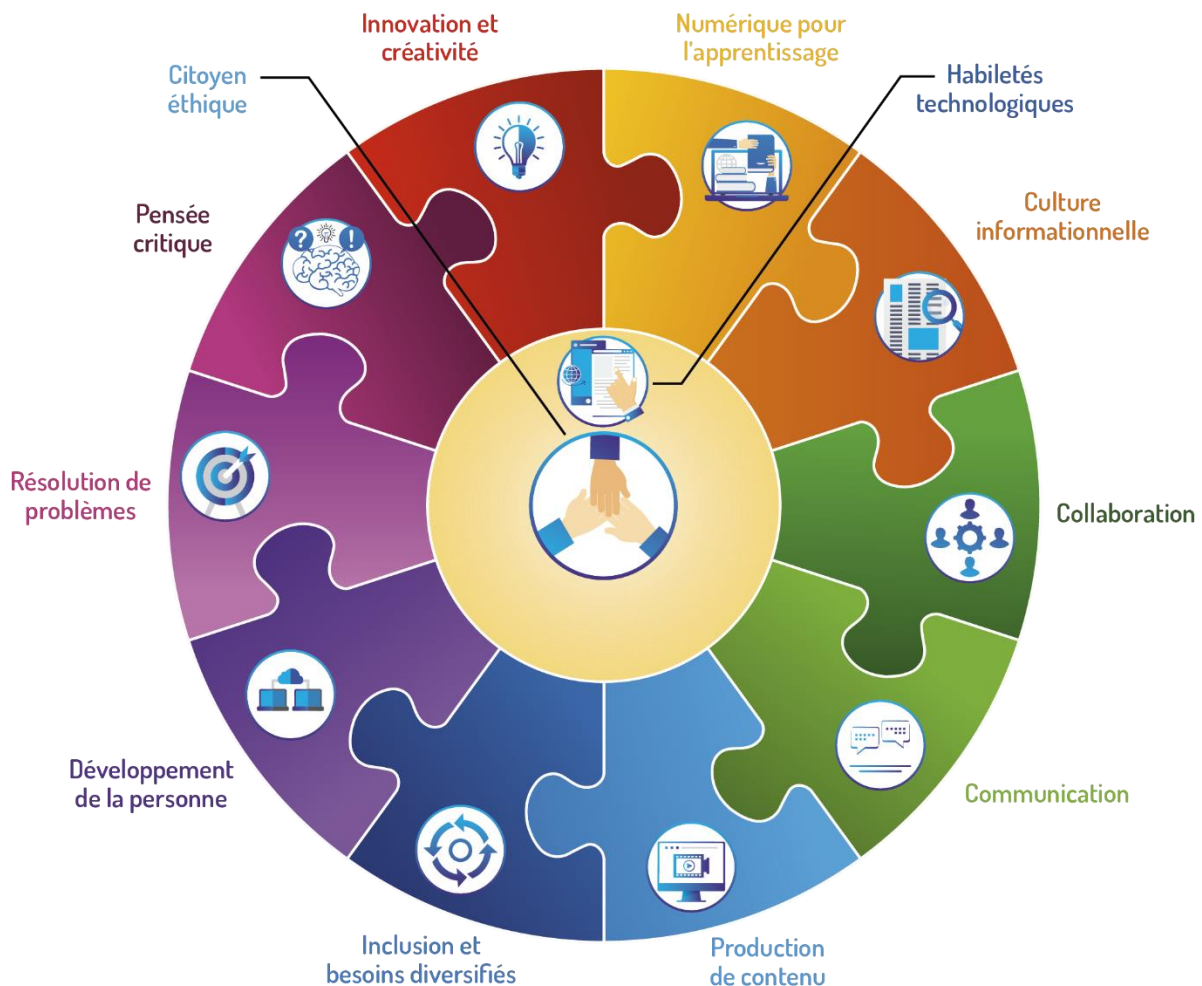 Innovation et
créativité
Numérique pour
l'apprentissage
Citoyen
éthique
Habiletés
technologiques
Pensée
critique
Culture
informationnelle
? !
Résolution de
problèmes
Collaboration
Développement
de la personne
Communication
Inclusion et
besoins diversifiés
Production
de contenu